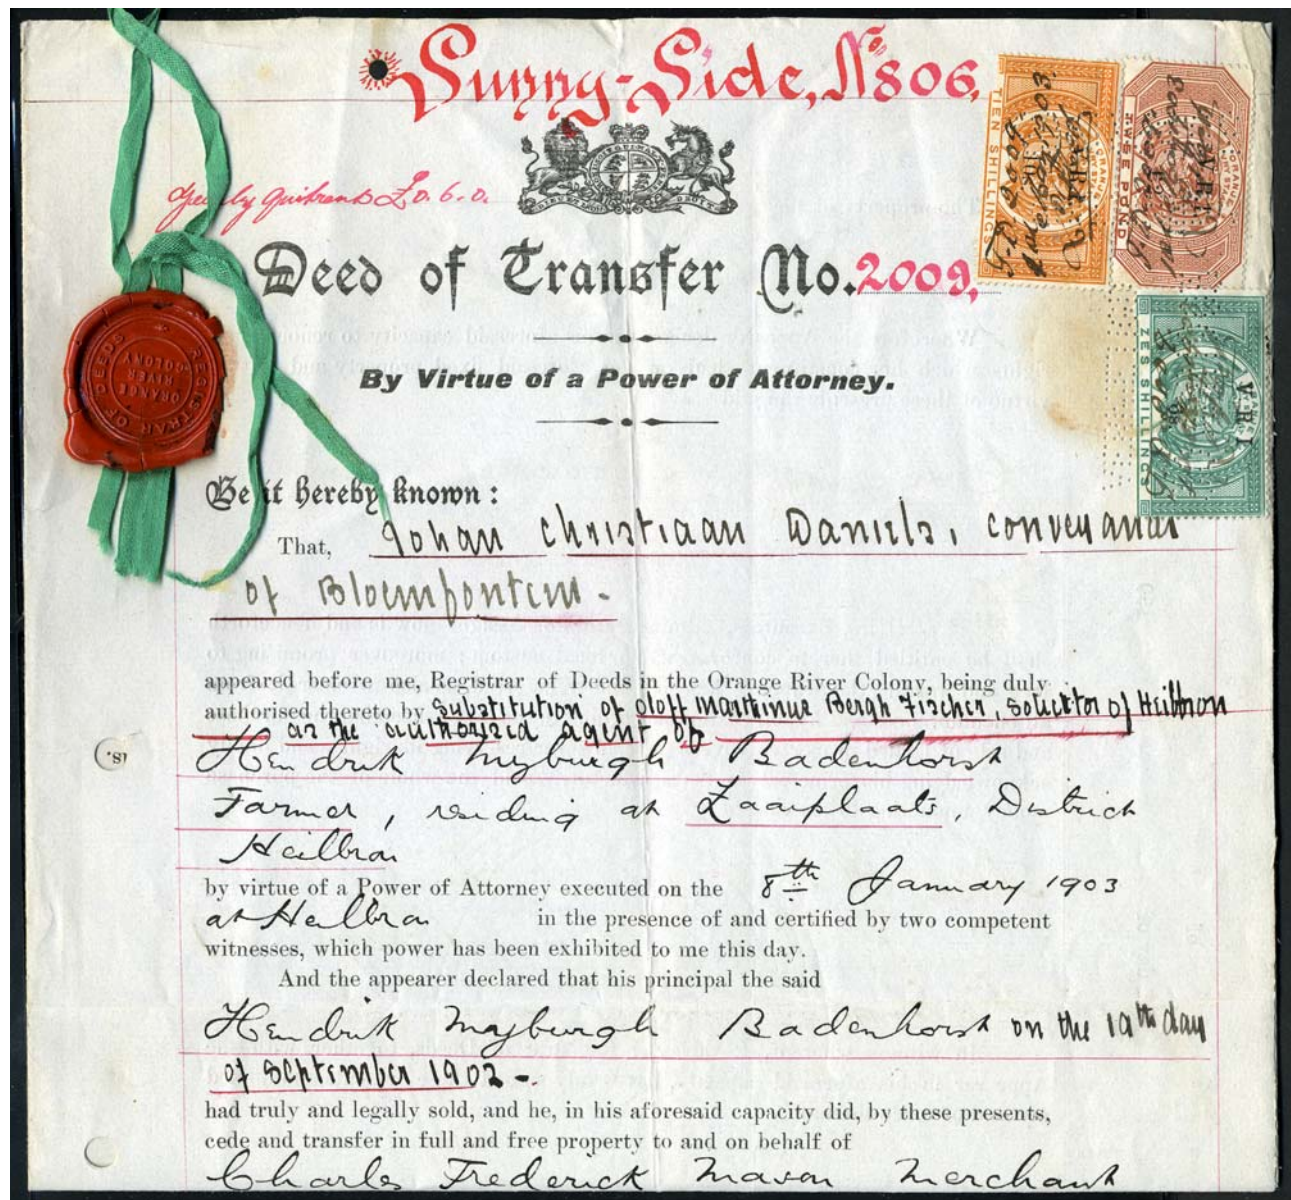 Sunny-Side, No 806.
Yearly quitrent £0.6.0.
Deed of Transfer No. 2009,
By Virtue of a Power of Attorney.
TIEN SHILLING
TWEE POND
ZES SHILLINGS
V.R.I.
REGISTRAR OF DEEDS
ORANGE
RIVER
COLONY
Be it hereby known:
That, Johan Christiaan Daniels, conveyancer
of Bloemfontein -
appeared before me, Registrar of Deeds in the Orange River Colony, being duly
authorised thereto by substitution of Oloff Marthinus Bergh Fischer, solicitor of Heilbron
as the authorized agent of
Hendrik Myburgh Badenhorst
Farmer, residing at Zaaiplaats, District
Heilbron
by virtue of a Power of Attorney executed on the 8th January 1903
at Heilbron in the presence of and certified by two competent
witnesses, which power has been exhibited to me this day.
And the appearer declared that his principal the said
Hendrik Myburgh Badenhorst on the 19th day
of September 1902 -
had truly and legally sold, and he, in his aforesaid capacity did, by these presents,
cede and transfer in full and free property to and on behalf of
Charles Frederick Mason Merchant